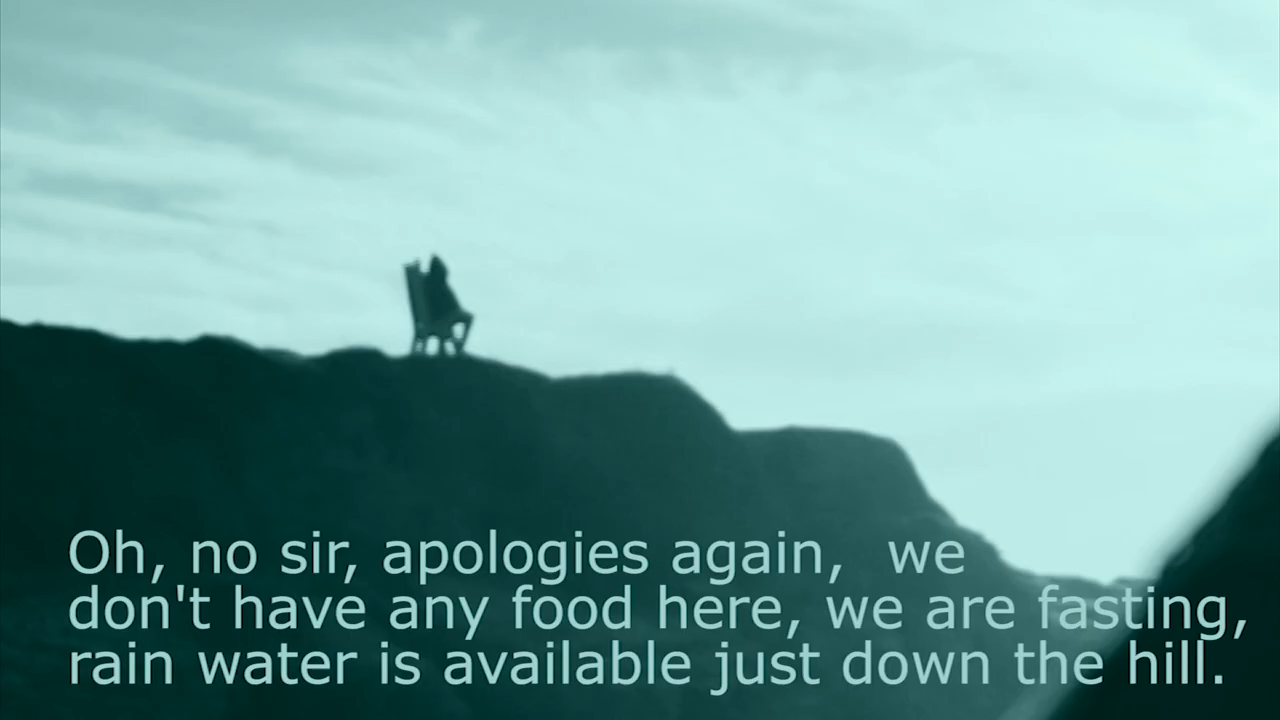 Oh, no sir, apologies again,  we
don't have any food here, we are fasting,
rain water is available just down the hill.